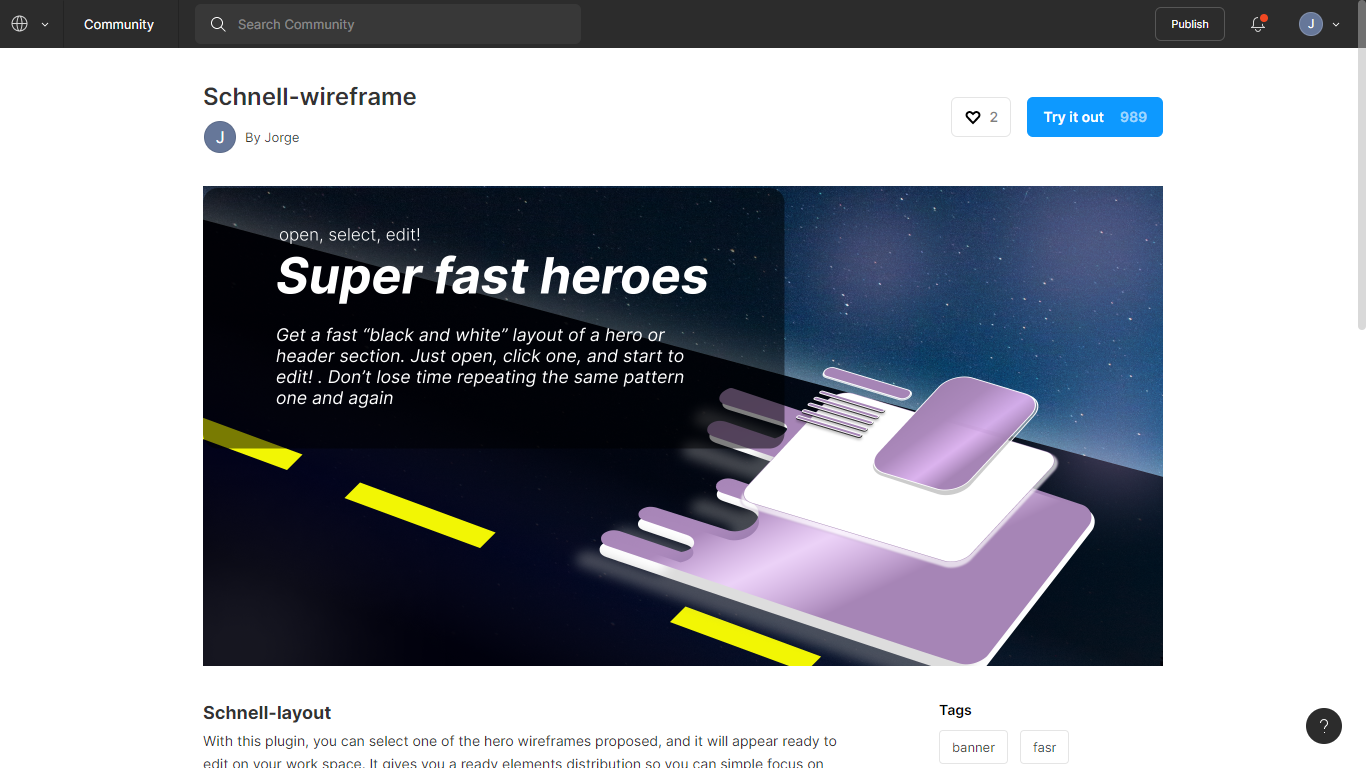 Community
Search Community
Publish
J
Schnell-wireframe
J
By Jorge
2
Try it out 989
open, select, edit!
Super fast heroes
Get a fast “black and white” layout of a hero or
header section. Just open, click one, and start to
edit! . Don’t lose time repeating the same pattern
one and again
Schnell-layout
With this plugin, you can select one of the hero wireframes proposed, and it will appear ready to
edit on your work space. It gives you a ready elements distribution so you can simple focus on
Tags
banner
fasr
?